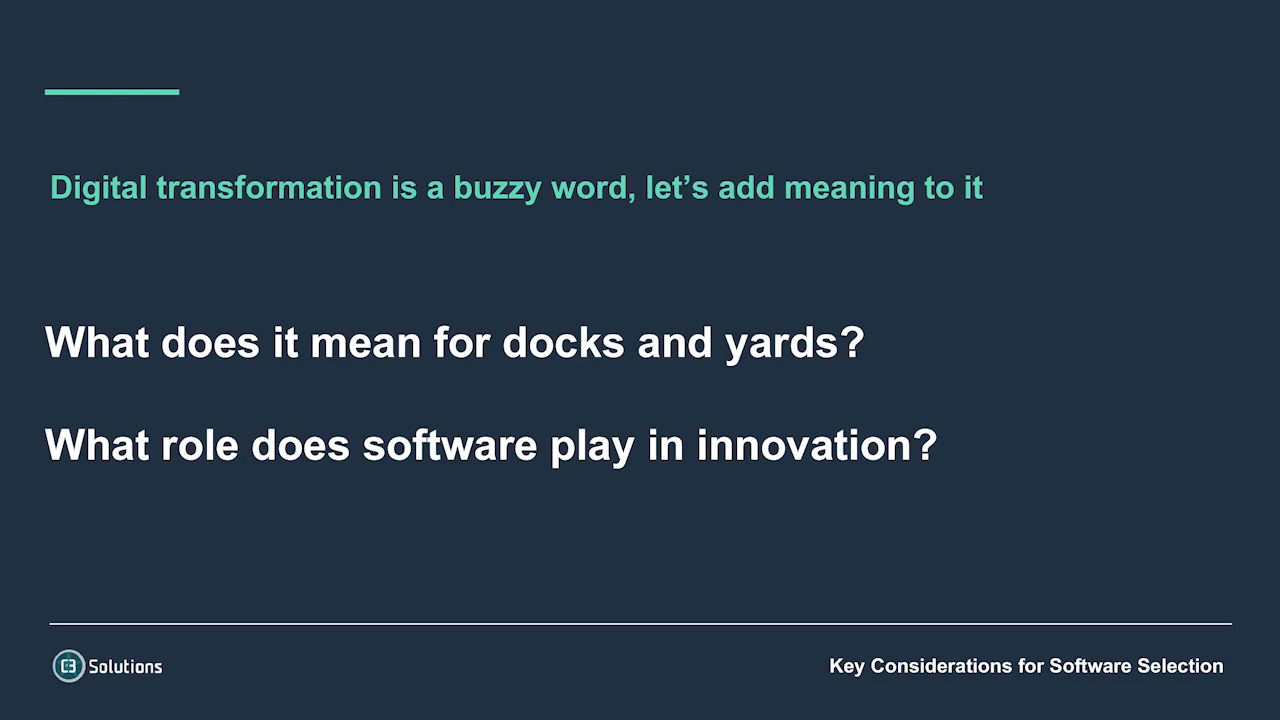 Digital transformation is a buzzy word, let’s add meaning to it
What does it mean for docks and yards?
What role does software play in innovation?
C3 Solutions
Key Considerations for Software Selection